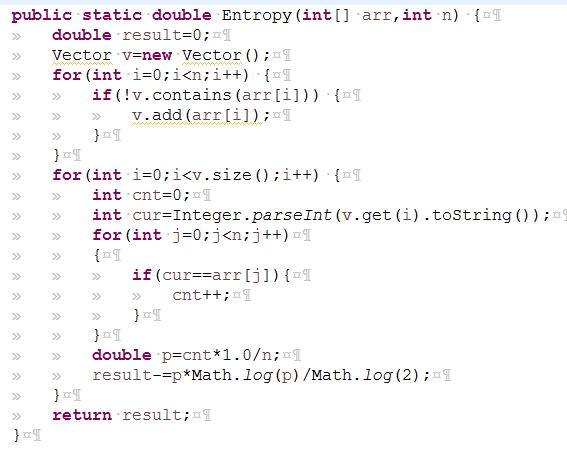 public static double Entropy(int[] arr,int n) {
    double result=0;
    Vector v=new Vector();
    for(int i=0;i<n;i++) {
        if(!v.contains(arr[i])) {
            v.add(arr[i]);
        }
    }
    for(int i=0;i<v.size();i++) {
        int cnt=0;
        int cur=Integer.parseInt(v.get(i).toString());
        for(int j=0;j<n;j++)
        {
            if(cur==arr[j]){
                cnt++;
            }
        }
        double p=cnt*1.0/n;
        result-=p*Math.log(p)/Math.log(2);
    }
    return result;
}